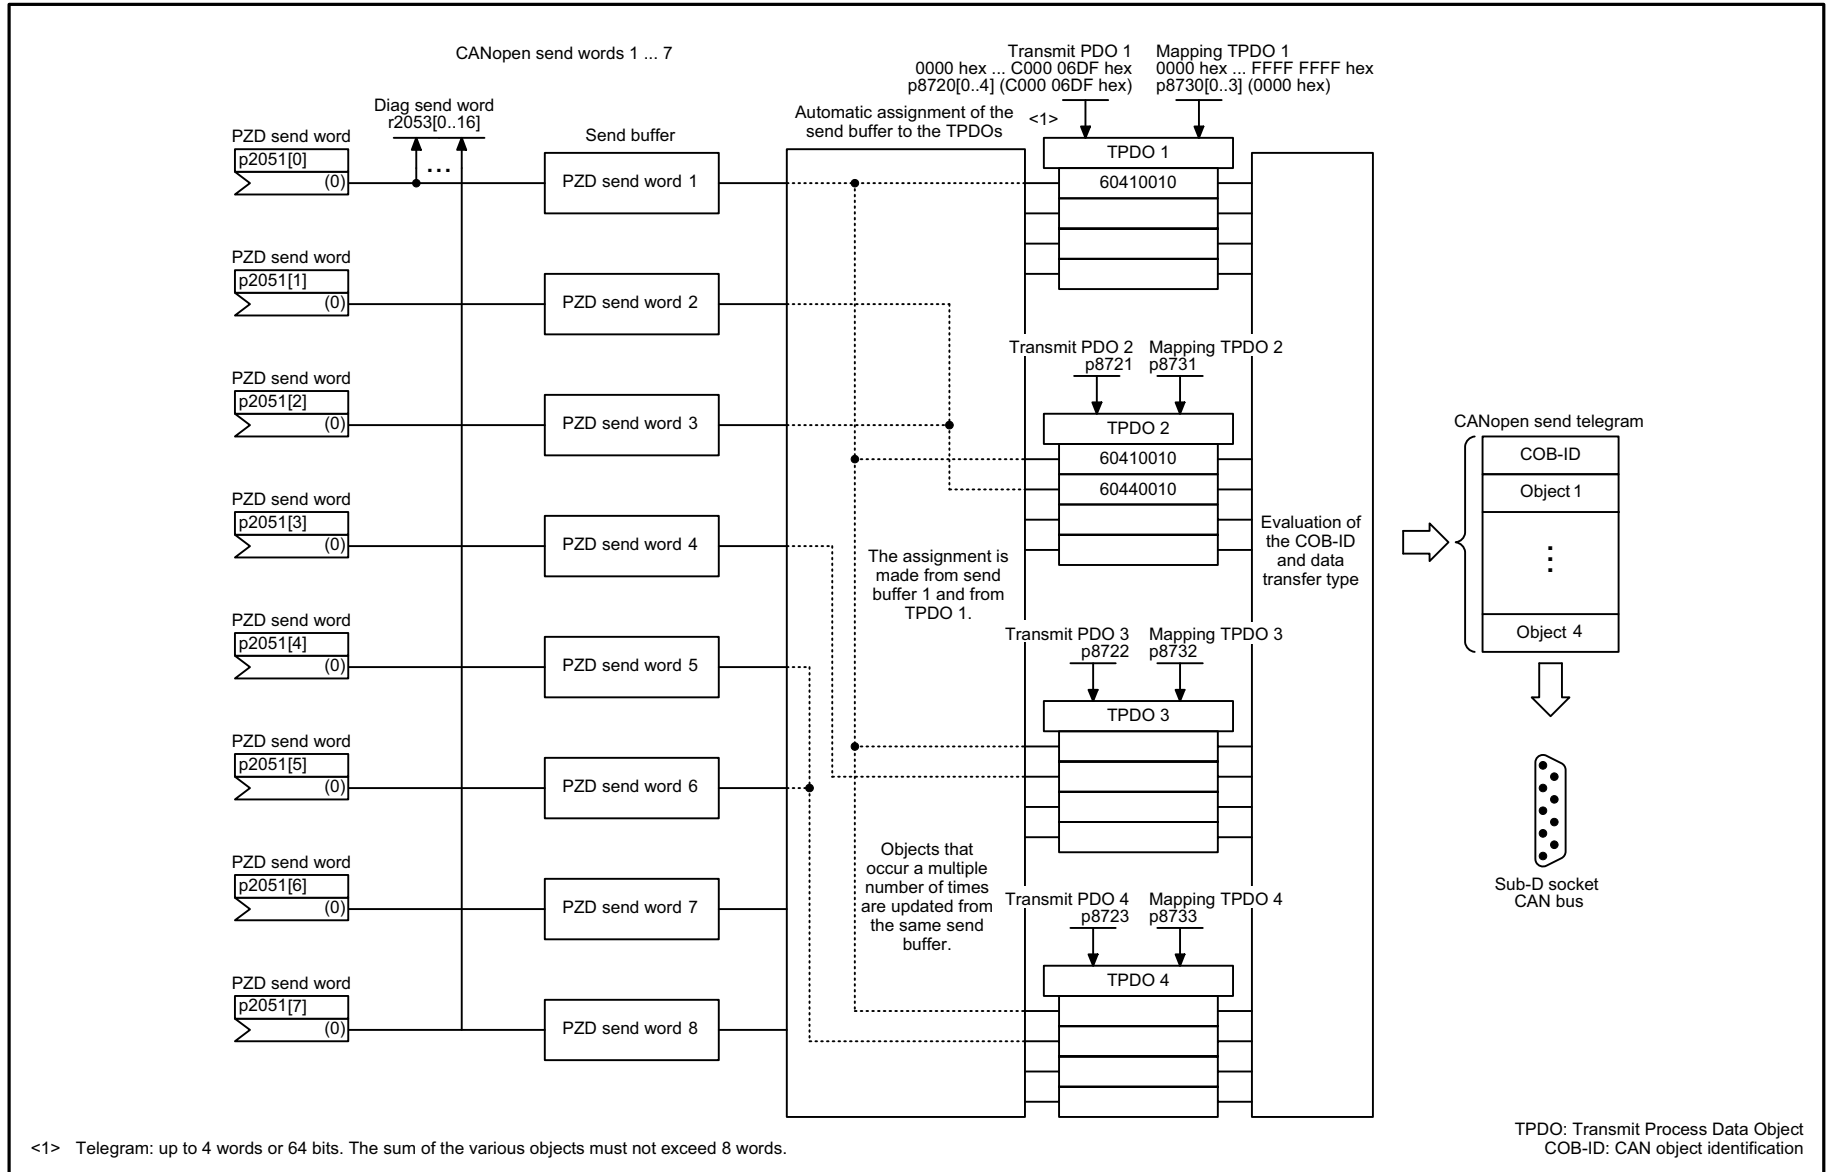 CANopen send words 1 ... 7
Transmit PDO 1
0000 hex ... C000 06DF hex
p8720[0..4] (C000 06DF hex)
Mapping TPDO 1
0000 hex ... FFFF FFFF hex
p8730[0..3] (0000 hex)
Diag send word
r2053[0..16]
Send buffer
Automatic assignment of the
send buffer to the TPDOs
<1>
PZD send word
p2051[0]
(0)
...
PZD send word 1
TPDO 1
60410010
PZD send word
p2051[1]
(0)
PZD send word 2
Transmit PDO 2
p8721
Mapping TPDO 2
p8731
PZD send word
p2051[2]
(0)
PZD send word 3
TPDO 2
60410010
60440010
PZD send word
p2051[3]
(0)
PZD send word 4
The assignment is
made from send
buffer 1 and from
TPDO 1.
Evaluation of
the COB-ID
and data
transfer type
CANopen send telegram
COB-ID
Object 1
⋮
Object 4
PZD send word
p2051[4]
(0)
PZD send word 5
Transmit PDO 3
p8722
Mapping TPDO 3
p8732
TPDO 3
PZD send word
p2051[5]
(0)
PZD send word 6
Objects that
occur a multiple
number of times
are updated from
the same send
buffer.
Sub-D socket
CAN bus
PZD send word
p2051[6]
(0)
PZD send word 7
Transmit PDO 4
p8723
Mapping TPDO 4
p8733
TPDO 4
PZD send word
p2051[7]
(0)
PZD send word 8
<1> Telegram: up to 4 words or 64 bits. The sum of the various objects must not exceed 8 words.
TPDO: Transmit Process Data Object
COB-ID: CAN object identification